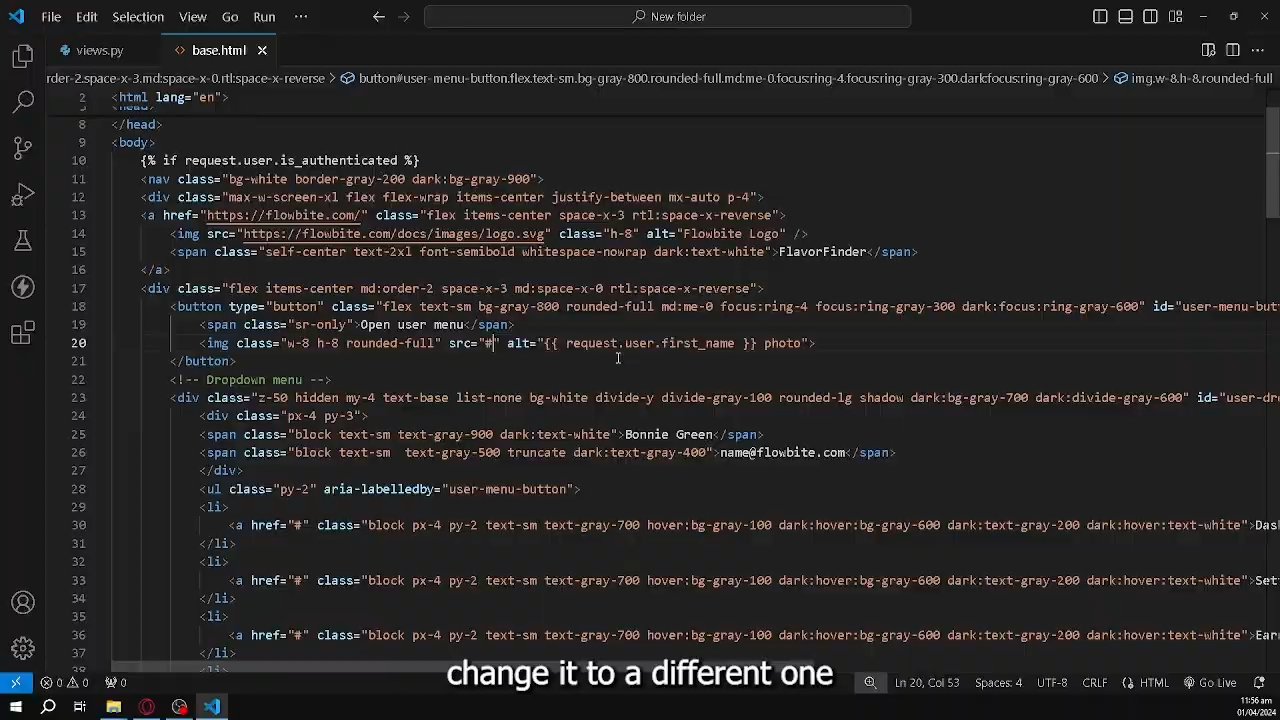 File Edit Selection View Go Run ··· New folder
views.py base.html
rder-2.space-x-3.md:space-x-0.rtl:space-x-reverse > button#user-menu-button.flex.text-sm.bg-gray-800.rounded-full.md:me-0.focus:ring-4.focus:ring-gray-300.dark:focus:ring-gray-600 > img.w-8.h-8.rounded-full
2 <html lang="en">
<head>
8 </head>
9 <body>
10 {% if request.user.is_authenticated %}
11 <nav class="bg-white border-gray-200 dark:bg-gray-900">
12 <div class="max-w-screen-xl flex flex-wrap items-center justify-between mx-auto p-4">
13 <a href="https://flowbite.com/" class="flex items-center space-x-3 rtl:space-x-reverse">
14 <img src="https://flowbite.com/docs/images/logo.svg" class="h-8" alt="Flowbite Logo" />
15 <span class="self-center text-2xl font-semibold whitespace-nowrap dark:text-white">FlavorFinder</span>
16 </a>
17 <div class="flex items-center md:order-2 space-x-3 md:space-x-0 rtl:space-x-reverse">
18 <button type="button" class="flex text-sm bg-gray-800 rounded-full md:me-0 focus:ring-4 focus:ring-gray-300 dark:focus:ring-gray-600" id="user-menu-but
19 <span class="sr-only">Open user menu</span>
20 <img class="w-8 h-8 rounded-full" src="#" alt="{{ request.user.first_name }} photo">
21 </button>
22 <!-- Dropdown menu -->
23 <div class="z-50 hidden my-4 text-base list-none bg-white divide-y divide-gray-100 rounded-lg shadow dark:bg-gray-700 dark:divide-gray-600" id="user-dr
24 <div class="px-4 py-3">
25 <span class="block text-sm text-gray-900 dark:text-white">Bonnie Green</span>
26 <span class="block text-sm  text-gray-500 truncate dark:text-gray-400">name@flowbite.com</span>
27 </div>
28 <ul class="py-2" aria-labelledby="user-menu-button">
29 <li>
30 <a href="#" class="block px-4 py-2 text-sm text-gray-700 hover:bg-gray-100 dark:hover:bg-gray-600 dark:text-gray-200 dark:hover:text-white">Das
31 </li>
32 <li>
33 <a href="#" class="block px-4 py-2 text-sm text-gray-700 hover:bg-gray-100 dark:hover:bg-gray-600 dark:text-gray-200 dark:hover:text-white">Set
34 </li>
35 <li>
36 <a href="#" class="block px-4 py-2 text-sm text-gray-700 hover:bg-gray-100 dark:hover:bg-gray-600 dark:text-gray-200 dark:hover:text-white">Ear
37 </li>
38 <li>
change it to a different one
0 0 0 Ln 20, Col 53 Spaces: 4 UTF-8 CRLF HTML Go Live
11:56 am
01/04/2024